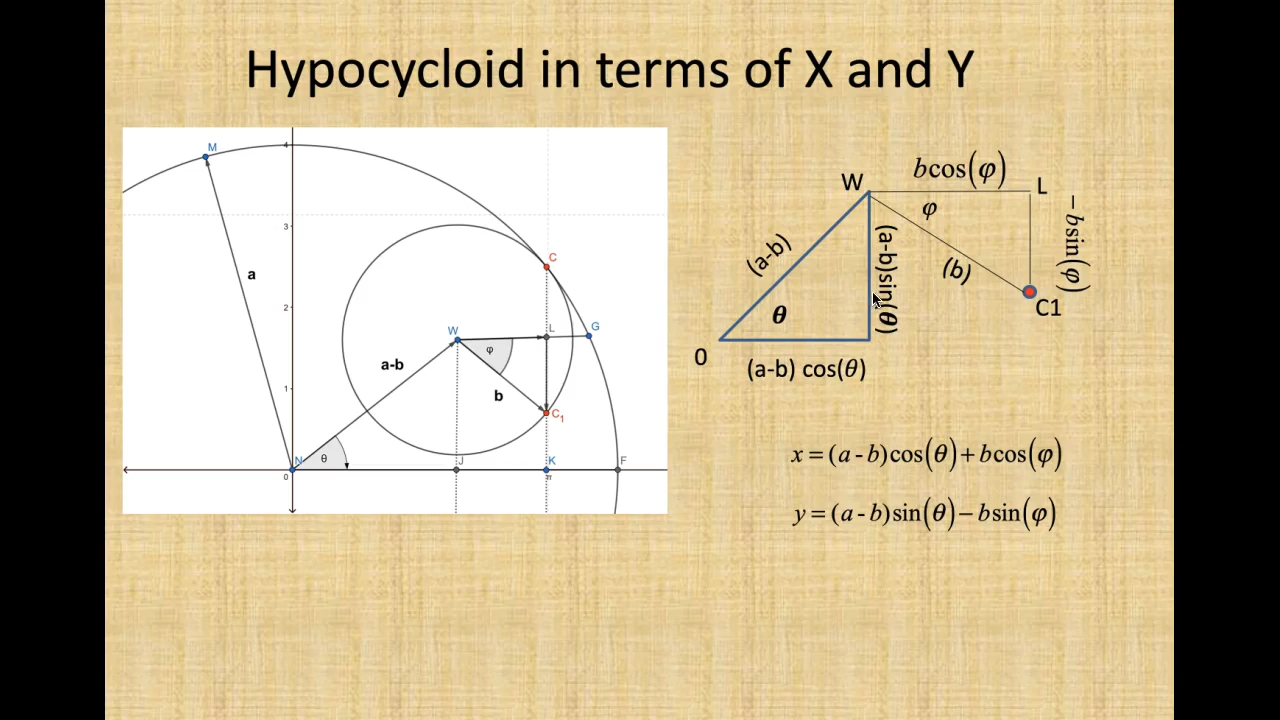 Hypocycloid in terms of X and Y
M
4
3
2
1
0
a
C
W
L
G
φ
a-b
b
C₁
N
θ
J
K
F
π
W
bcos(φ)
L
φ
(a-b)
(a-b)sin(θ)
(b)
-bsin(φ)
C1
θ
0
(a-b) cos(θ)
x = (a - b)cos(θ) + bcos(φ)
y = (a - b)sin(θ) − bsin(φ)